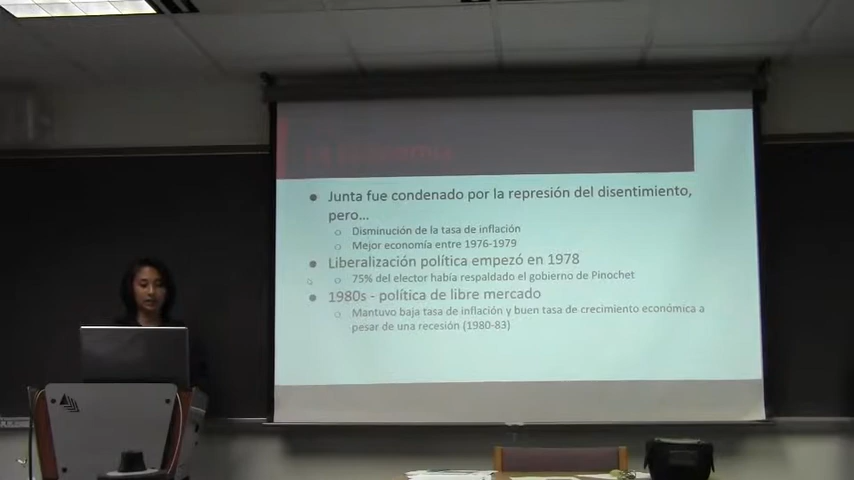 La Economía
Junta fue condenado por la represión del disentimiento,
pero...
Disminución de la tasa de inflación
Mejor economía entre 1976-1979
Liberalización política empezó en 1978
75% del elector había respaldado el gobierno de Pinochet
1980s - política de libre mercado
Mantuvo baja tasa de inflación y buen tasa de crecimiento económico a
pesar de una recesión (1980-83)